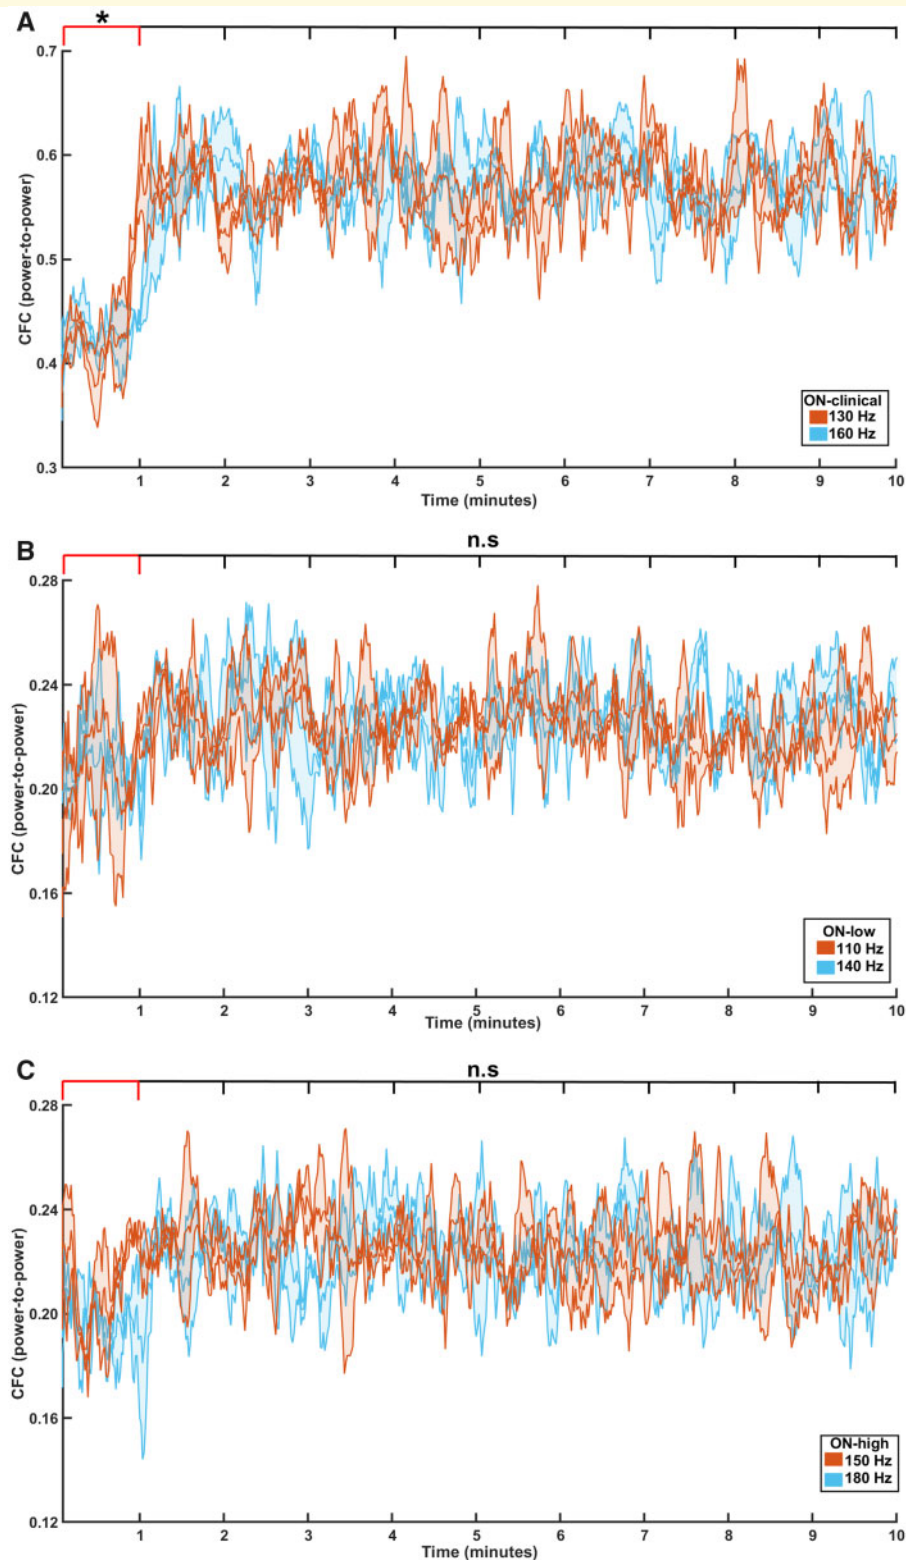 A
*
0.7
0.6
0.5
0.4
0.3
CFC (power-to-power)
ON-clinical
130 Hz
160 Hz
1 2 3 4 5 6 7 8 9 10
Time (minutes)
B
n.s
0.28
0.24
0.20
0.16
0.12
CFC (power-to-power)
ON-low
110 Hz
140 Hz
1 2 3 4 5 6 7 8 9 10
Time (minutes)
C
n.s
0.28
0.24
0.20
0.16
0.12
CFC (power-to-power)
ON-high
150 Hz
180 Hz
1 2 3 4 5 6 7 8 9 10
Time (minutes)